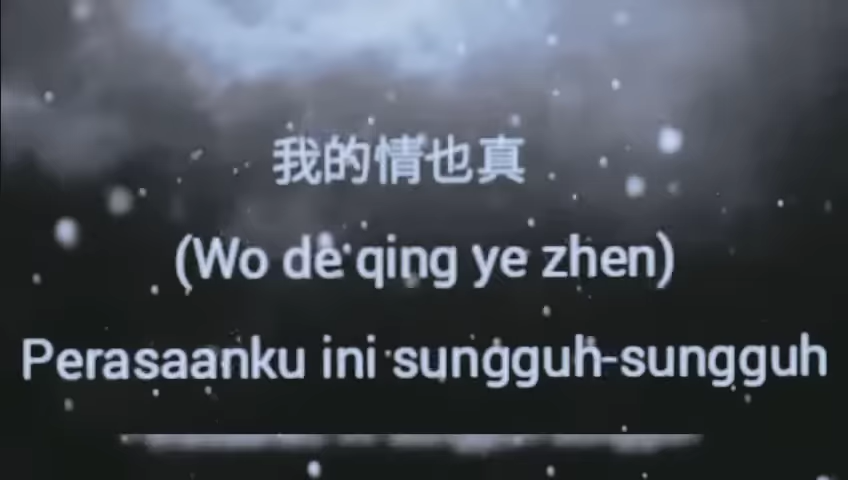 我的情也真
(Wo de qing ye zhen)
Perasaanku ini sungguh-sungguh